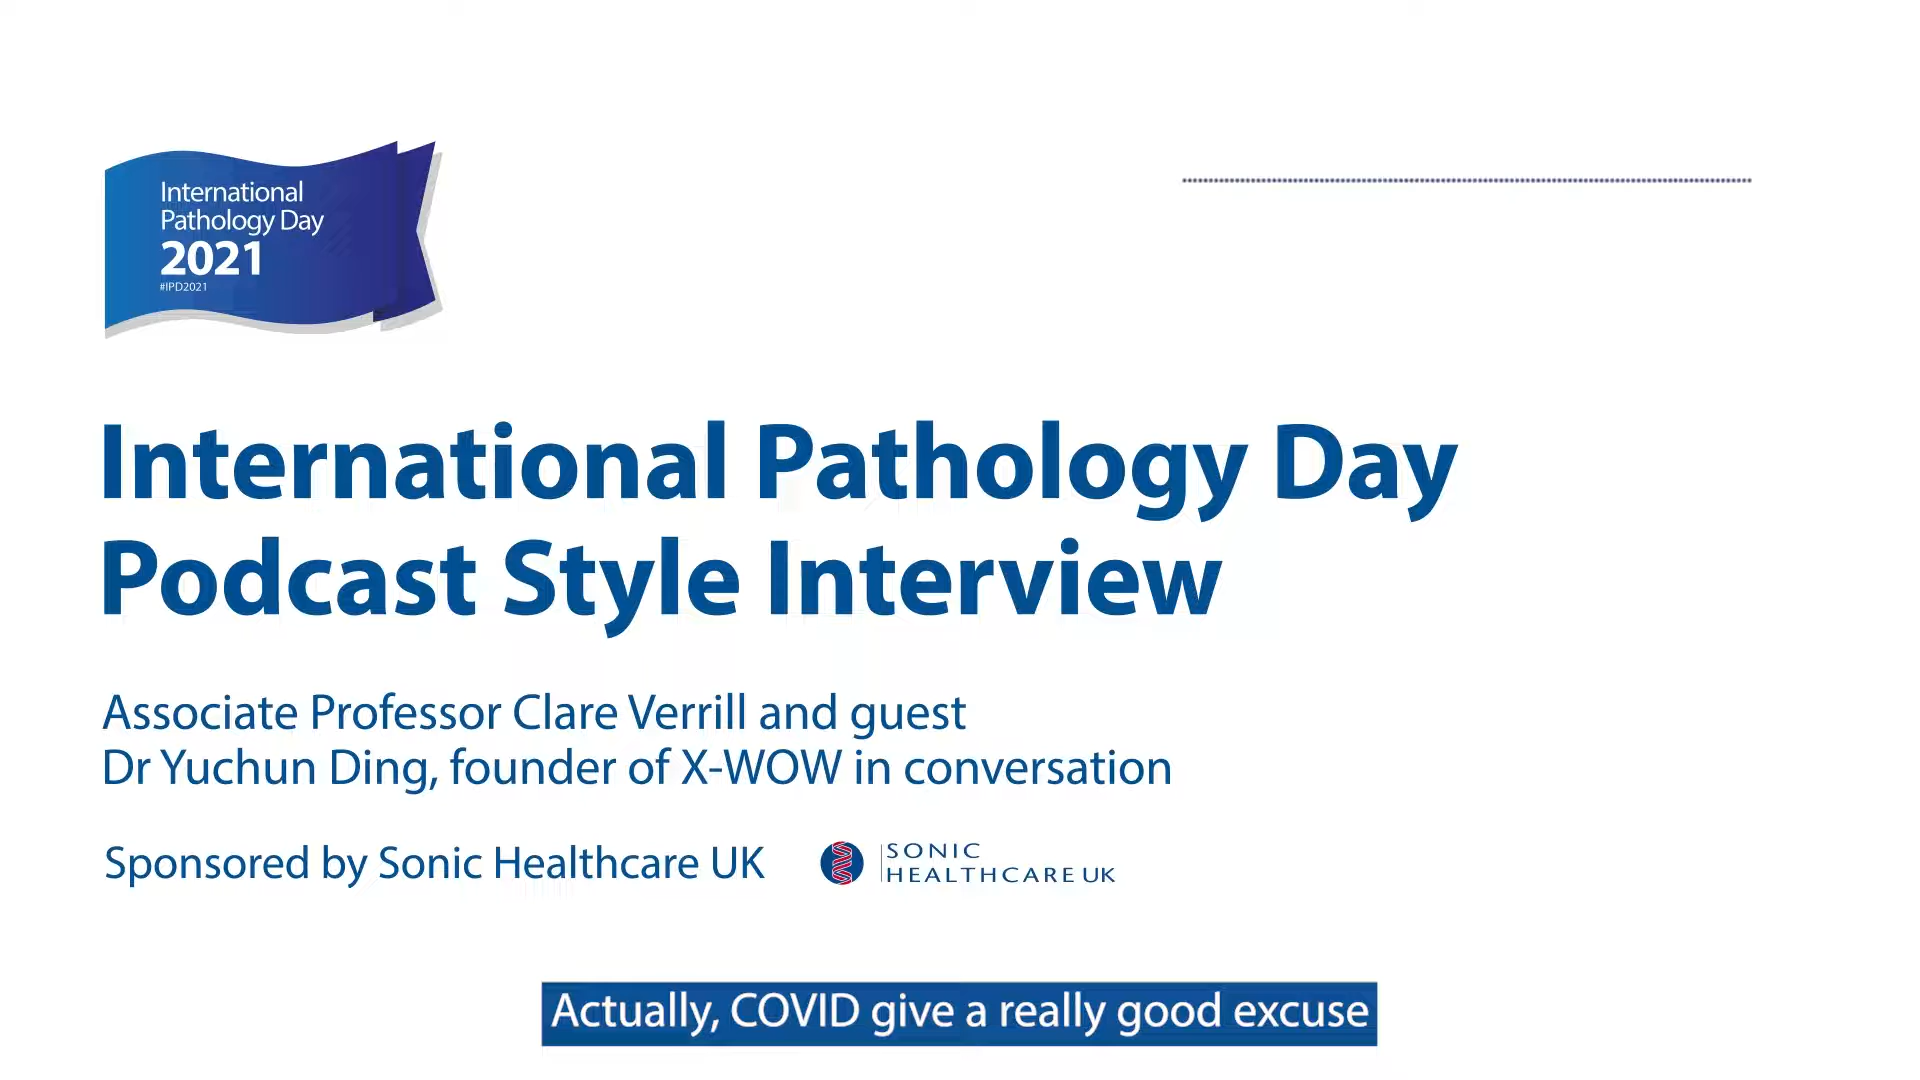 International
Pathology Day
2021
#IPD2021
International Pathology Day
Podcast Style Interview
Associate Professor Clare Verrill and guest
Dr Yuchun Ding, founder of X-WOW in conversation
Sponsored by Sonic Healthcare UK
SONIC
HEALTHCARE UK
Actually, COVID give a really good excuse